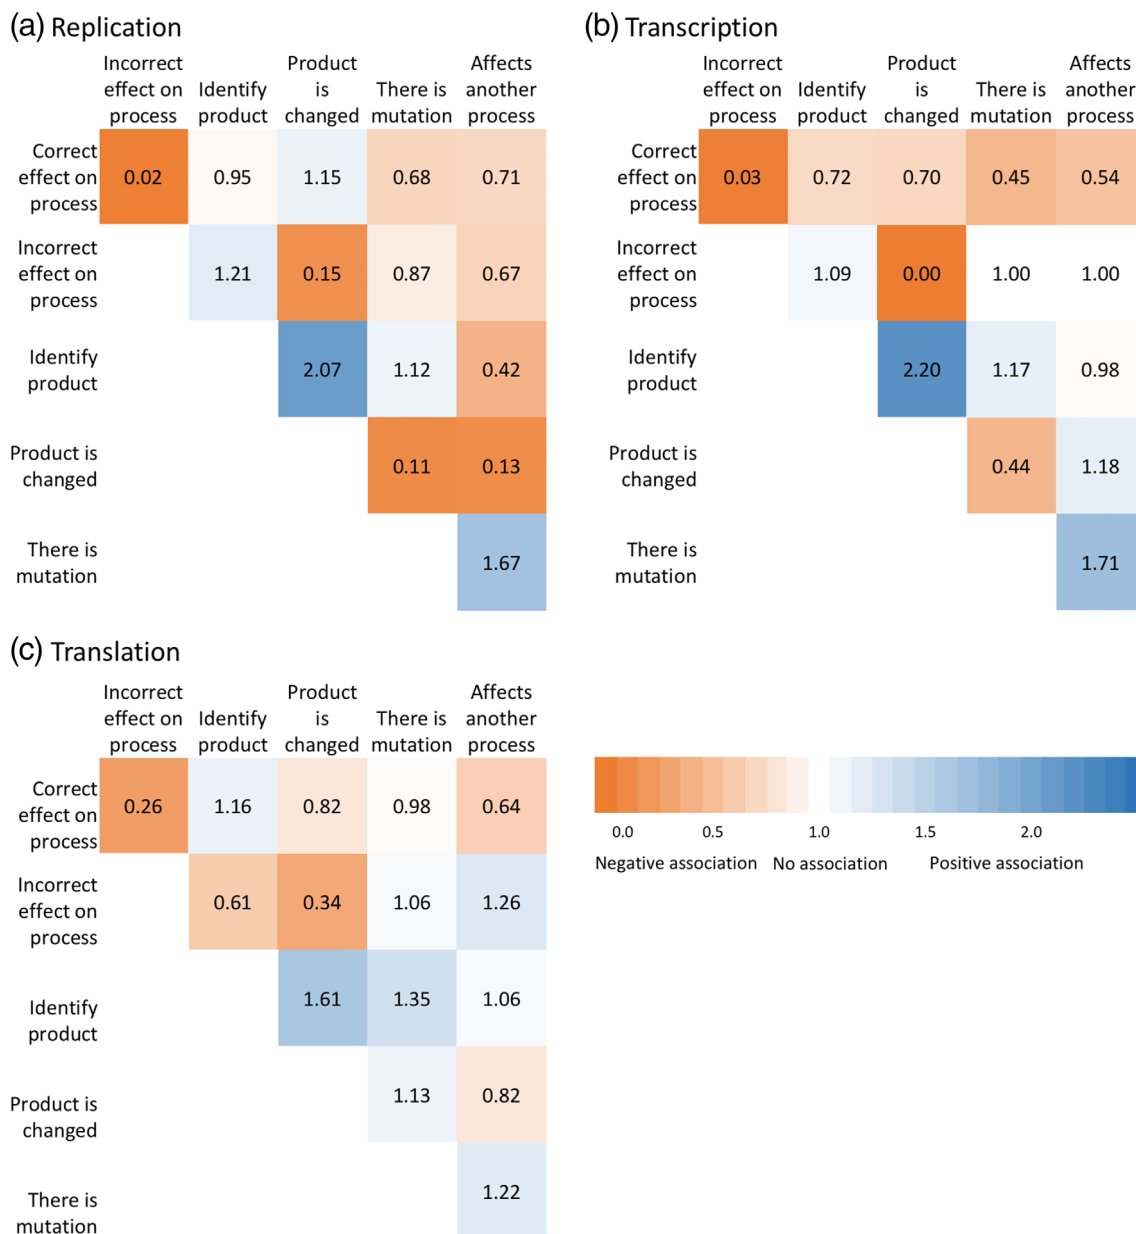 (a) Replication
Incorrect effect on process
Identify product
Product is changed
There is mutation
Affects another process
Correct effect on process
0.02 0.95 1.15 0.68 0.71
Incorrect effect on process
1.21 0.15 0.87 0.67
Identify product
2.07 1.12 0.42
Product is changed
0.11 0.13
There is mutation
1.67
(b) Transcription
Incorrect effect on process
Identify product
Product is changed
There is mutation
Affects another process
Correct effect on process
0.03 0.72 0.70 0.45 0.54
Incorrect effect on process
1.09 0.00 1.00 1.00
Identify product
2.20 1.17 0.98
Product is changed
0.44 1.18
There is mutation
1.71
(c) Translation
Incorrect effect on process
Identify product
Product is changed
There is mutation
Affects another process
Correct effect on process
0.26 1.16 0.82 0.98 0.64
Incorrect effect on process
0.61 0.34 1.06 1.26
Identify product
1.61 1.35 1.06
Product is changed
1.13 0.82
There is mutation
1.22
0.0 0.5 1.0 1.5 2.0
Negative association No association Positive association